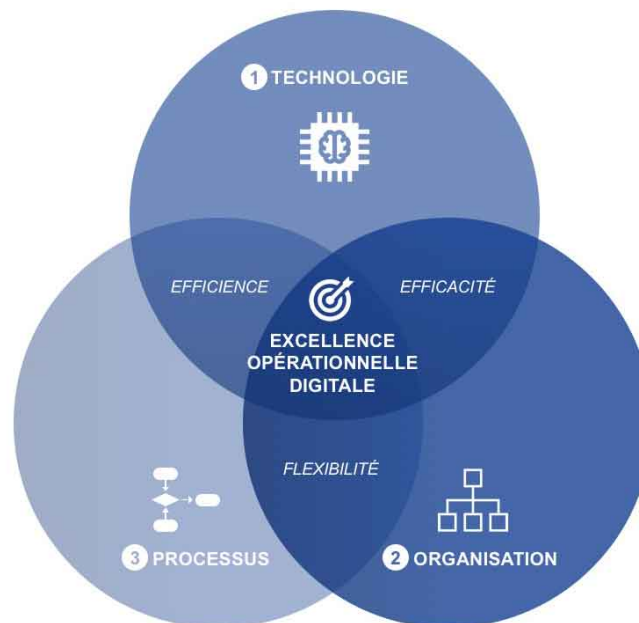 1 TECHNOLOGIE
EFFICIENCE
EFFICACITÉ
EXCELLENCE
OPÉRATIONNELLE
DIGITALE
FLEXIBILITÉ
3 PROCESSUS
2 ORGANISATION